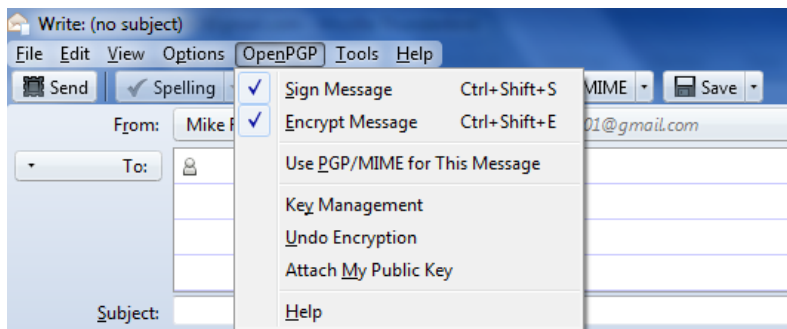 Write: (no subject)
File Edit View Options OpenPGP Tools Help
Send Spelling MIME Save
Sign Message Ctrl+Shift+S
From: Mike 01@gmail.com
Encrypt Message Ctrl+Shift+E
To:
Use PGP/MIME for This Message
Key Management
Undo Encryption
Attach My Public Key
Subject:
Help